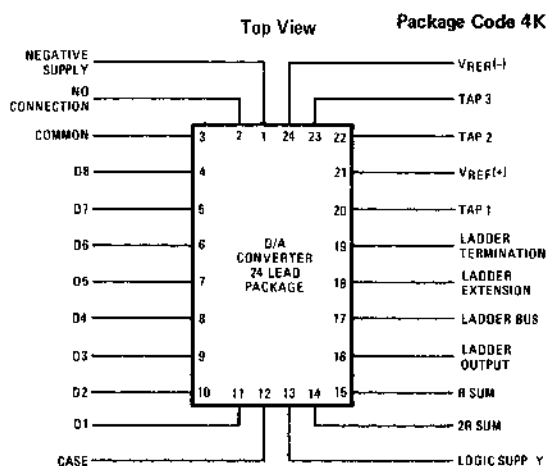 Top View
Package Code 4K
NEGATIVE
SUPPLY
NO
CONNECTION
COMMON
D8
D7
D6
D5
D4
D3
D2
D1
CASE
2
1
24
23
3
4
5
6
7
8
9
10
11
12
13
14
22
21
20
19
18
17
16
15
D/A
CONVERTER
24 LEAD
PACKAGE
VREF(-)
TAP 3
TAP 2
VREF(+)
TAP 1
LADDER
TERMINATION
LADDER
EXTENSION
LADDER BUS
LADDER
OUTPUT
R SUM
2R SUM
LOGIC SUPP Y